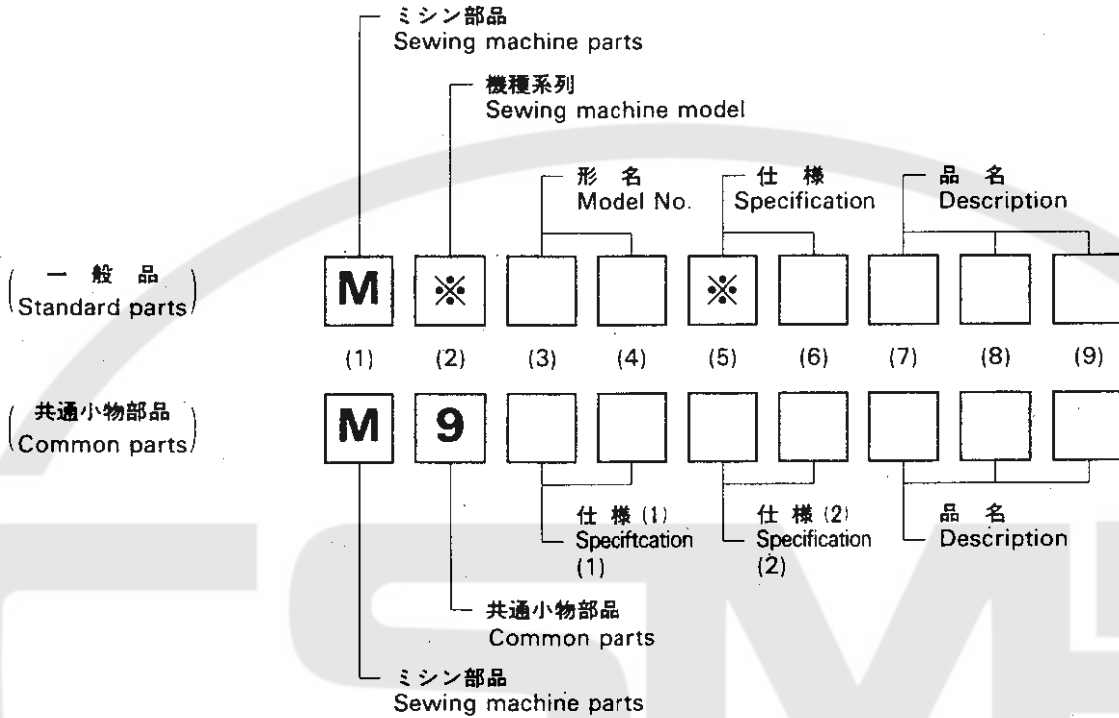 ミシン部品
Sewing machine parts
機種系列
Sewing machine model
形 名
Model No.
仕 様
Specification
品 名
Description
(一 般 品
Standard parts)
M ※ ※
(1) (2) (3) (4) (5) (6) (7) (8) (9)
(共通小物部品
Common parts)
M 9
仕 様 (1)
Speciftcation
(1)
仕 様 (2)
Specification
(2)
品 名
Description
共通小物部品
Common parts
ミシン部品
Sewing machine parts